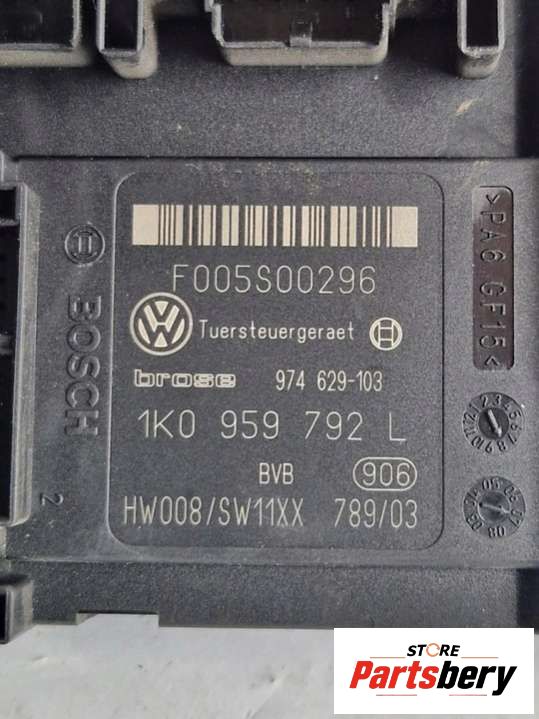 F005S00296
Tuersteuergeraet
brose 974 629-103
1K0 959 792 L
BVB 906
HW008/SW11XX 789/03
BOSCH
2
>PA6 GF15<
STORE
Partsbery